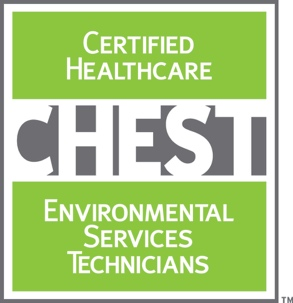 CERTIFIED
HEALTHCARE
CHEST
ENVIRONMENTAL
SERVICES
TECHNICIANS
TM